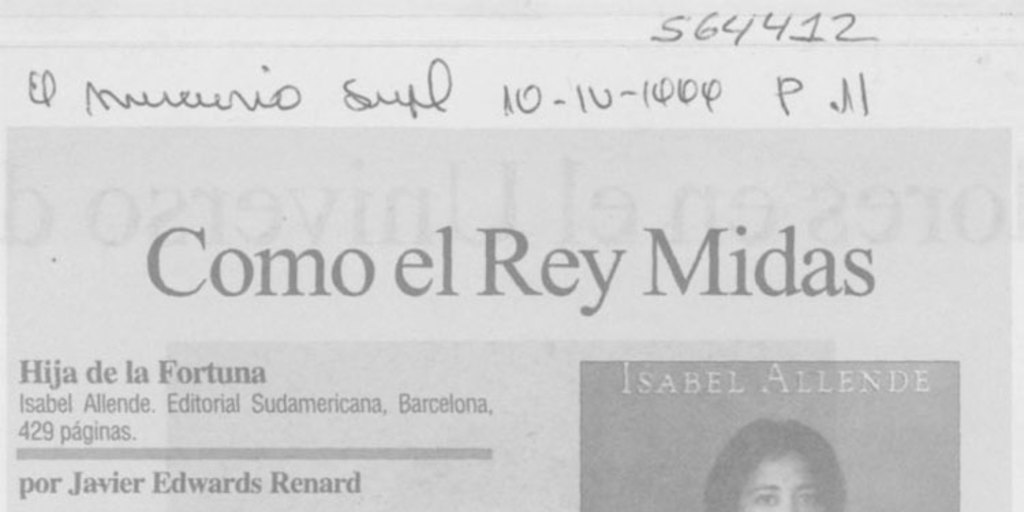 564412
El Mercurio Supl 10-IV-1999 P. 11
Como el Rey Midas
Hija de la Fortuna
Isabel Allende. Editorial Sudamericana, Barcelona,
429 páginas.
por Javier Edwards Renard
ISABEL ALLENDE